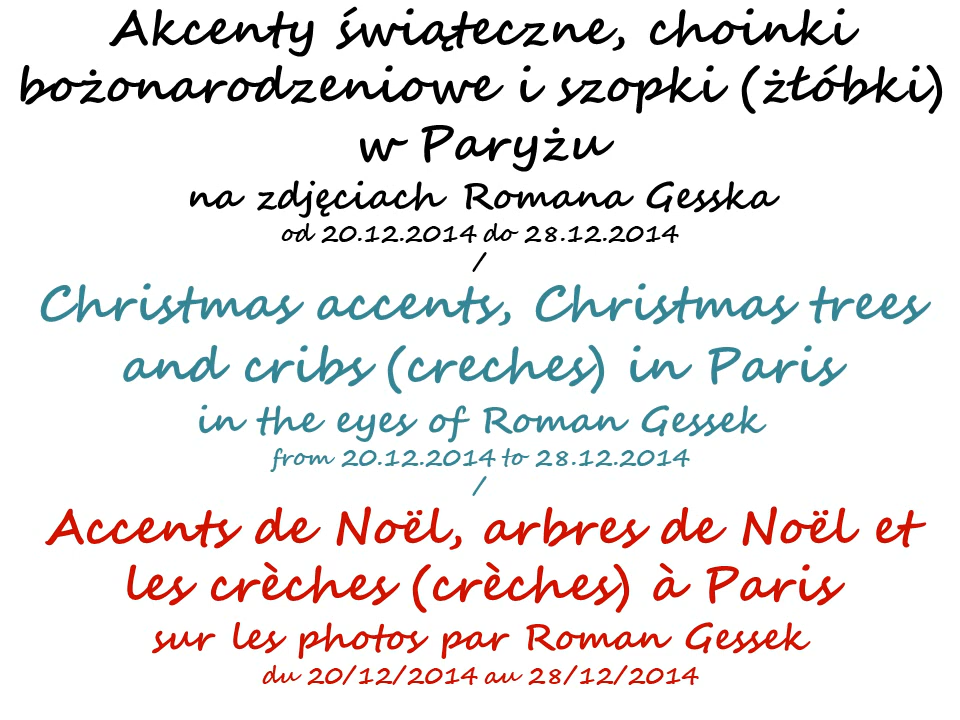 Akcenty świąteczne, choinki
bożonarodzeniowe i szopki (żłóbki)
w Paryżu
na zdjęciach Romana Gesska
od 20.12.2014 do 28.12.2014
/
Christmas accents, Christmas trees
and cribs (creches) in Paris
in the eyes of Roman Gessek
from 20.12.2014 to 28.12.2014
/
Accents de Noël, arbres de Noël et
les crèches (crèches) à Paris
sur les photos par Roman Gessek
du 20/12/2014 au 28/12/2014